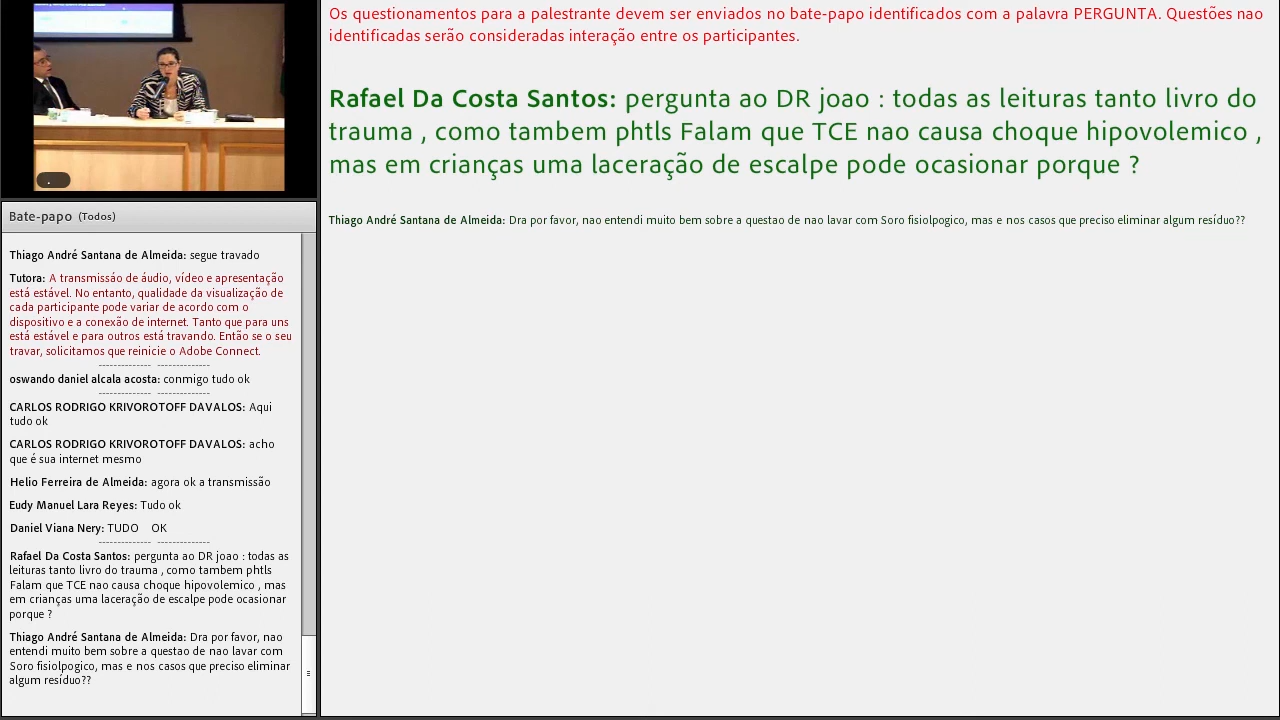 Os questionamentos para a palestrante devem ser enviados no bate-papo identificados com a palavra PERGUNTA. Questões nao
identificadas serão consideradas interação entre os participantes.
Rafael Da Costa Santos: pergunta ao DR joao : todas as leituras tanto livro do
trauma , como tambem phtls Falam que TCE nao causa choque hipovolemico ,
mas em crianças uma laceração de escalpe pode ocasionar porque ?
Thiago André Santana de Almeida: Dra por favor, nao entendi muito bem sobre a questao de nao lavar com Soro fisiolpogico, mas e nos casos que preciso eliminar algum resíduo??
Bate-papo (Todos)
Thiago André Santana de Almeida: segue travado
Tutora: A transmissáo de áudio, vídeo e apresentação
está estável. No entanto, qualidade da visualização de
cada participante pode variar de acordo com o
dispositivo e a conexão de internet. Tanto que para uns
está estável e para outros está travando. Então se o seu
travar, solicitamos que reinicie o Adobe Connect.
-------------- --------------
oswando daniel alcala acosta: conmigo tudo ok
-------------- --------------
CARLOS RODRIGO KRIVOROTOFF DAVALOS: Aqui
tudo ok
CARLOS RODRIGO KRIVOROTOFF DAVALOS: acho
que é sua internet mesmo
Helio Ferreira de Almeida: agora ok a transmissão
Eudy Manuel Lara Reyes: Tudo ok
Daniel Viana Nery: TUDO OK
-------------- --------------
Rafael Da Costa Santos: pergunta ao DR joao : todas as
leituras tanto livro do trauma , como tambem phtls
Falam que TCE nao causa choque hipovolemico , mas
em crianças uma laceração de escalpe pode ocasionar
porque ?
Thiago André Santana de Almeida: Dra por favor, nao
entendi muito bem sobre a questao de nao lavar com
Soro fisiolpogico, mas e nos casos que preciso eliminar
algum resíduo??